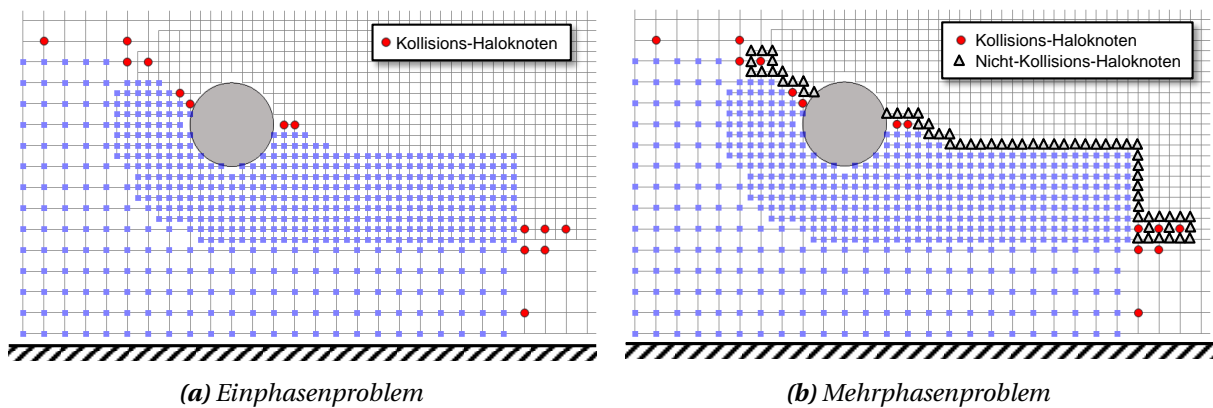 Kollisions-Haloknoten
Kollisions-Haloknoten
Nicht-Kollisions-Haloknoten
(a) Einphasenproblem
(b) Mehrphasenproblem